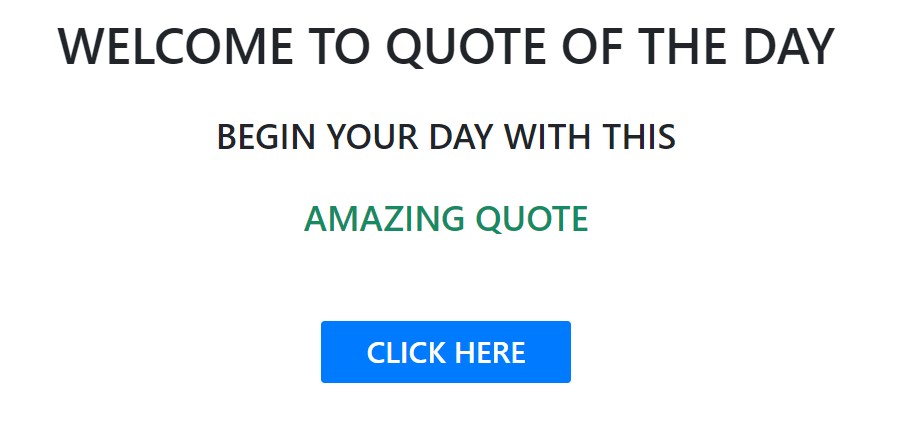 WELCOME TO QUOTE OF THE DAY
BEGIN YOUR DAY WITH THIS
AMAZING QUOTE
CLICK HERE